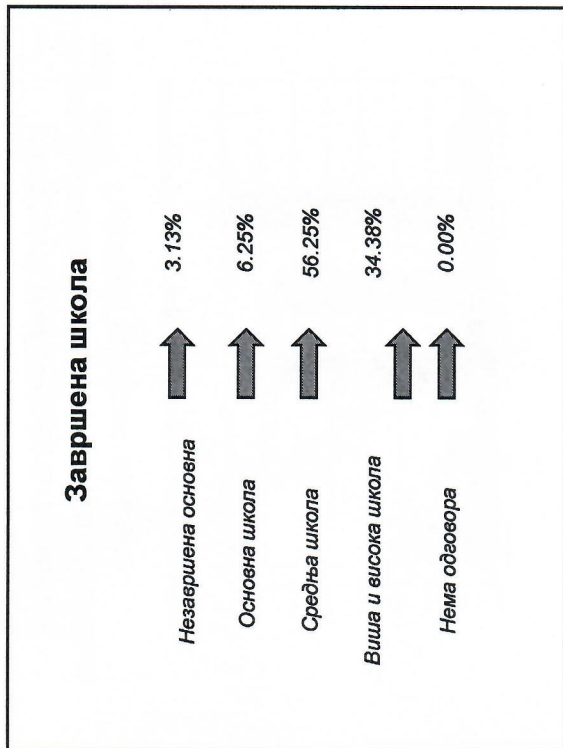 Завршена школа
Незавршена основна 3.13%
Основна школа 6.25%
Средња школа 56.25%
Виша и висока школа 34.38%
Нема одговора 0.00%